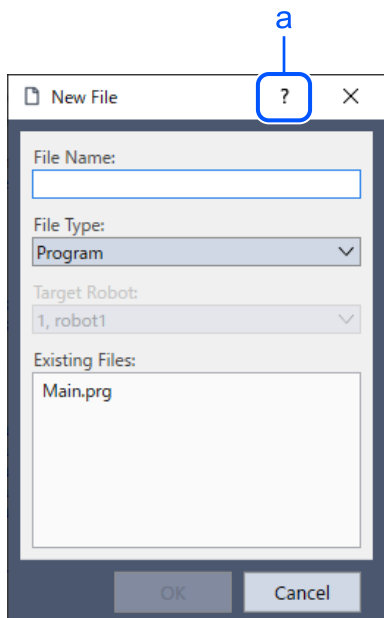 a
New File
?
File Name:
File Type:
Program
Target Robot:
1, robot1
Existing Files:
Main.prg
OK
Cancel